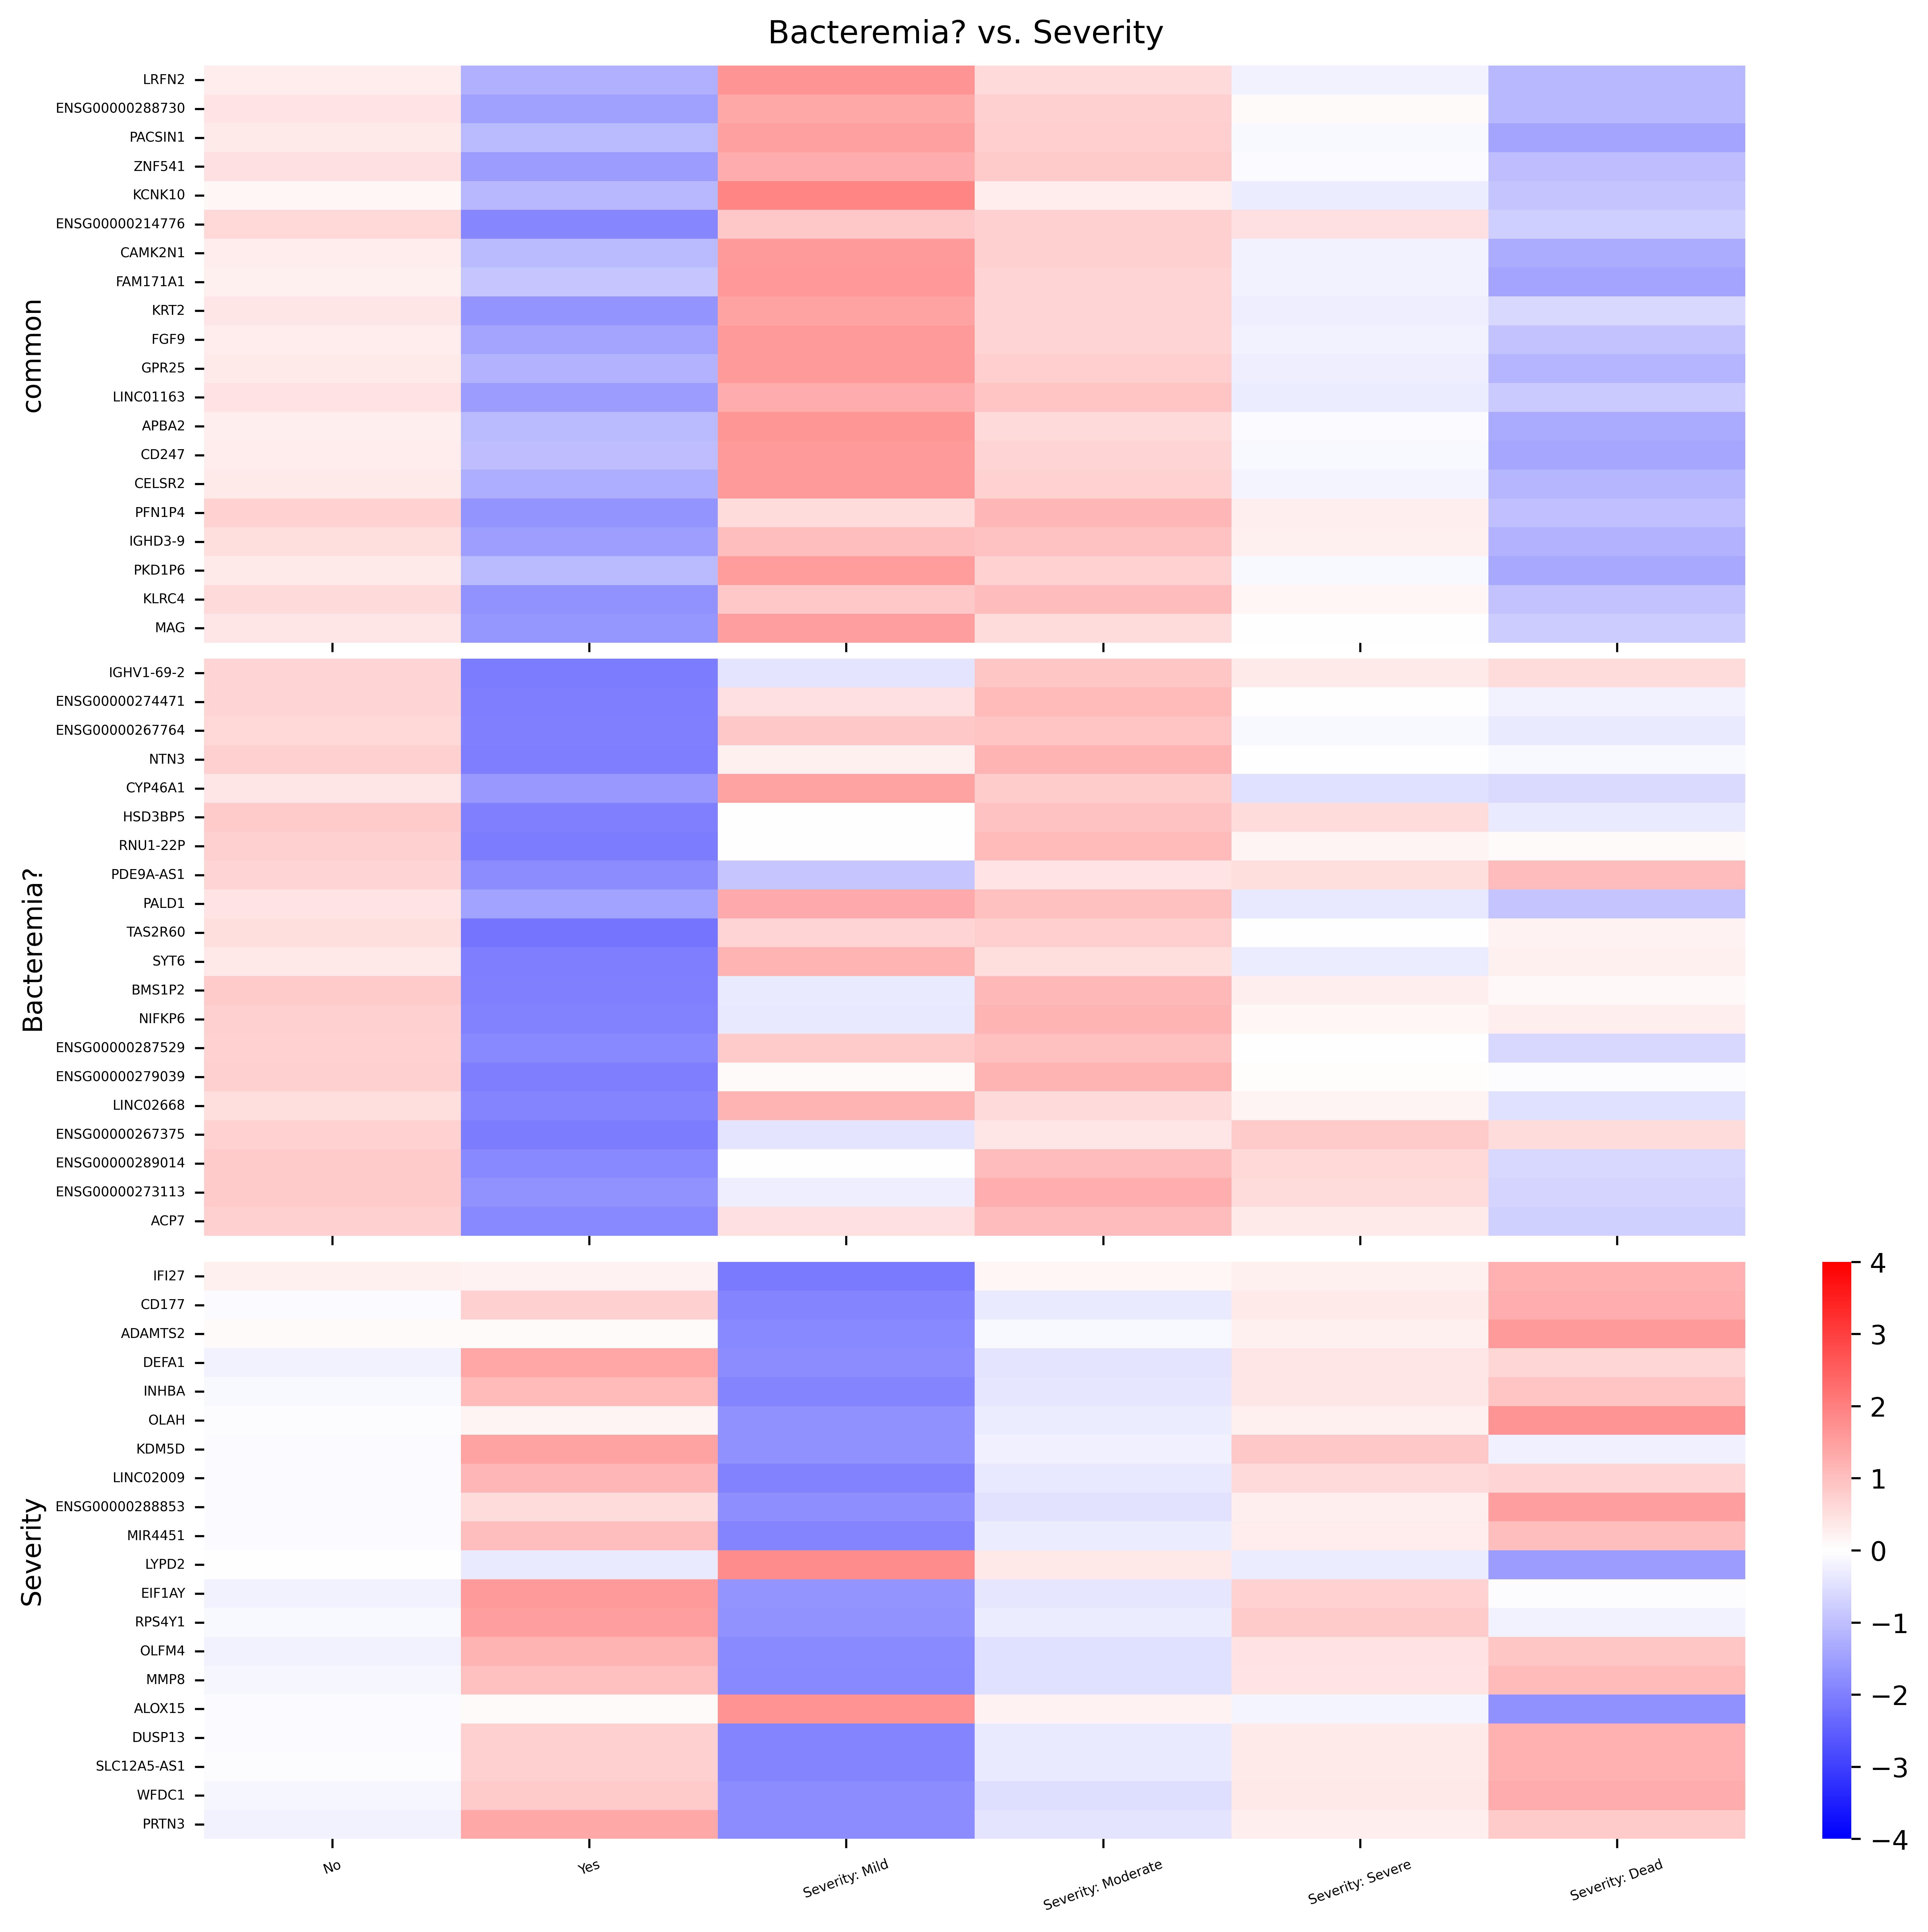 Bacteremia? vs. Severity
common
LRFN2
ENSG00000288730
PACSIN1
ZNF541
KCNK10
ENSG00000214776
CAMK2N1
FAM171A1
KRT2
FGF9
GPR25
LINC01163
APBA2
CD247
CELSR2
PFN1P4
IGHD3-9
PKD1P6
KLRC4
MAG
Bacteremia?
IGHV1-69-2
ENSG00000274471
ENSG00000267764
NTN3
CYP46A1
HSD3BP5
RNU1-22P
PDE9A-AS1
PALD1
TAS2R60
SYT6
BMS1P2
NIFKP6
ENSG00000287529
ENSG00000279039
LINC02668
ENSG00000267375
ENSG00000289014
ENSG00000273113
ACP7
Severity
IFI27
CD177
ADAMTS2
DEFA1
INHBA
OLAH
KDM5D
LINC02009
ENSG00000288853
MIR4451
LYPD2
EIF1AY
RPS4Y1
OLFM4
MMP8
ALOX15
DUSP13
SLC12A5-AS1
WFDC1
PRTN3
4
3
2
1
0
−1
−2
−3
−4
No
Yes
Severity: Mild
Severity: Moderate
Severity: Severe
Severity: Dead